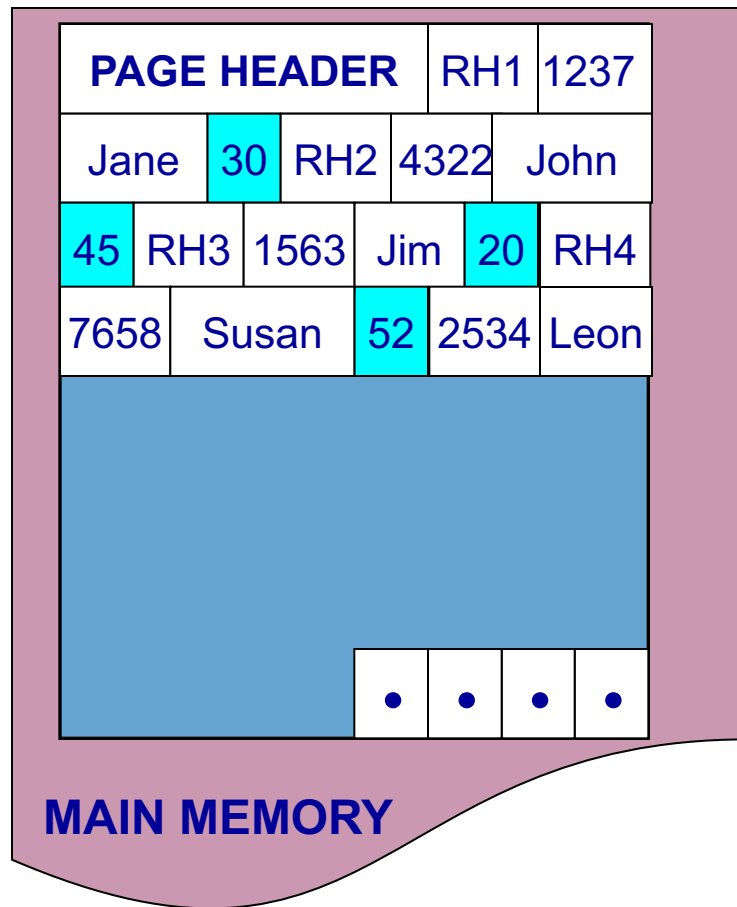 PAGE HEADER RH1 1237
Jane 30 RH2 4322 John
45 RH3 1563 Jim 20 RH4
7658 Susan 52 2534 Leon
MAIN MEMORY